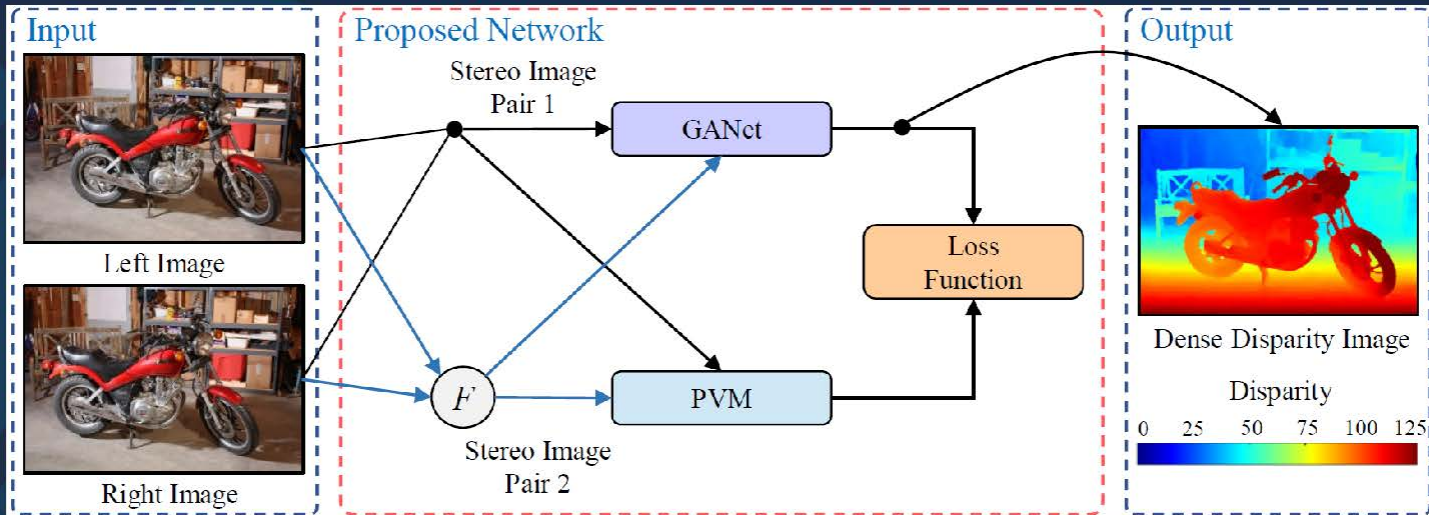 Input
Left Image
Right Image
Proposed Network
Stereo Image
Pair 1
GANet
F
Stereo Image
Pair 2
PVM
Loss
Function
Output
Dense Disparity Image
Disparity
0 25 50 75 100 125